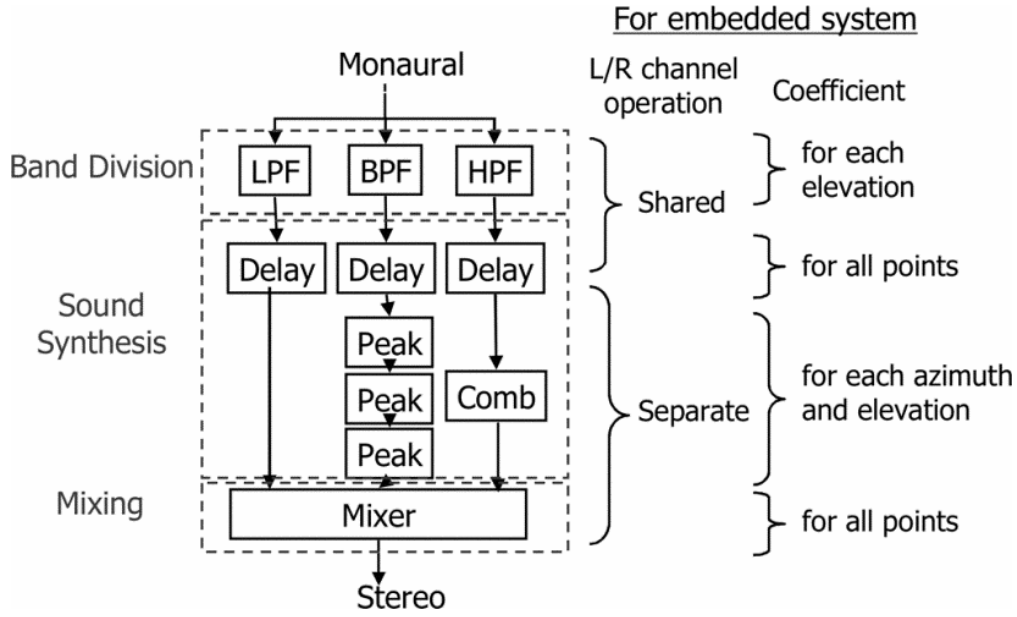 For embedded system
Monaural
L/R channel
operation
Coefficient
Band Division
LPF
BPF
HPF
Shared
for each
elevation
Sound
Synthesis
Delay
Delay
Delay
for all points
Peak
Peak
Peak
Comb
Separate
for each azimuth
and elevation
Mixing
Mixer
for all points
Stereo